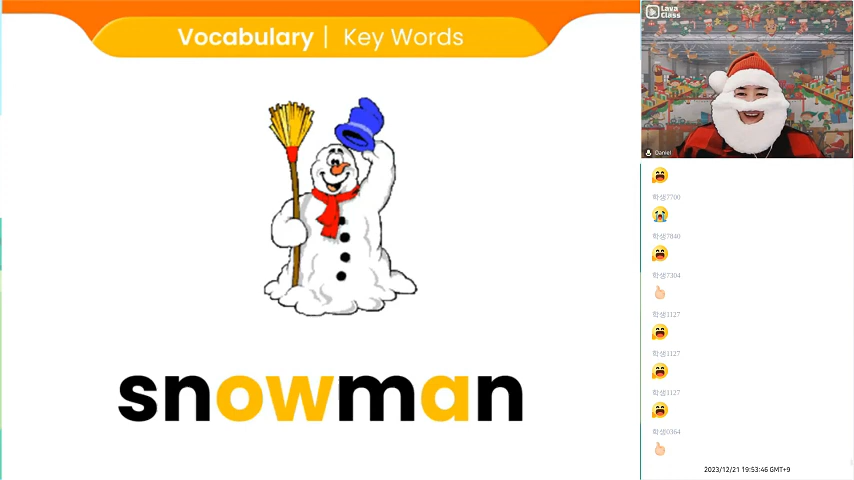 Vocabulary | Key Words
snowman
Lava
Class
Daniel
학생7700
학생7840
학생7304
학생1127
학생1127
학생1127
학생0364
2023/12/21 19:53:46 GMT+9